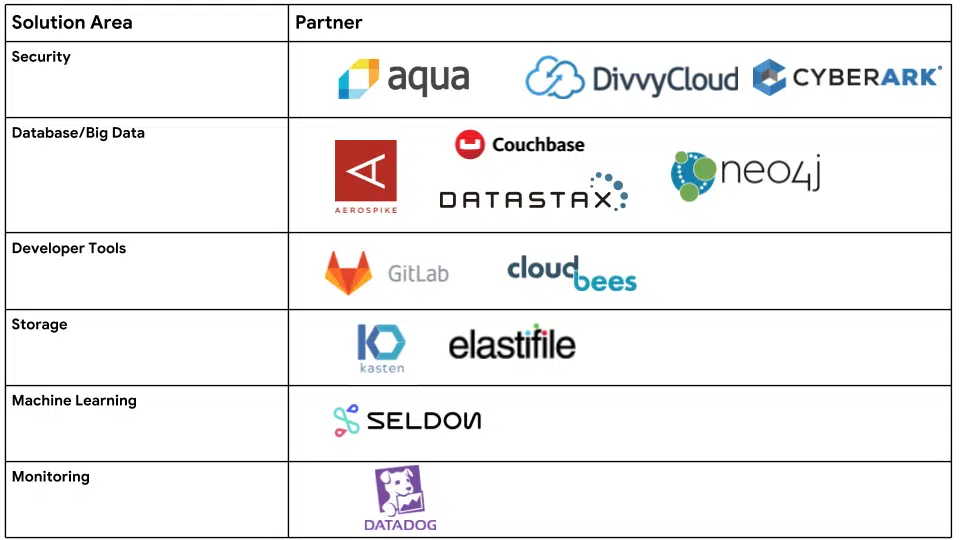 Solution Area Partner
Security
aqua DivvyCloud CYBERARK
Database/Big Data
AEROSPIKE
Couchbase
DATASTAX
neo4j
Developer Tools
GitLab cloudbees
Storage
kasten
elastifile
Machine Learning
SELDON
Monitoring
DATADOG